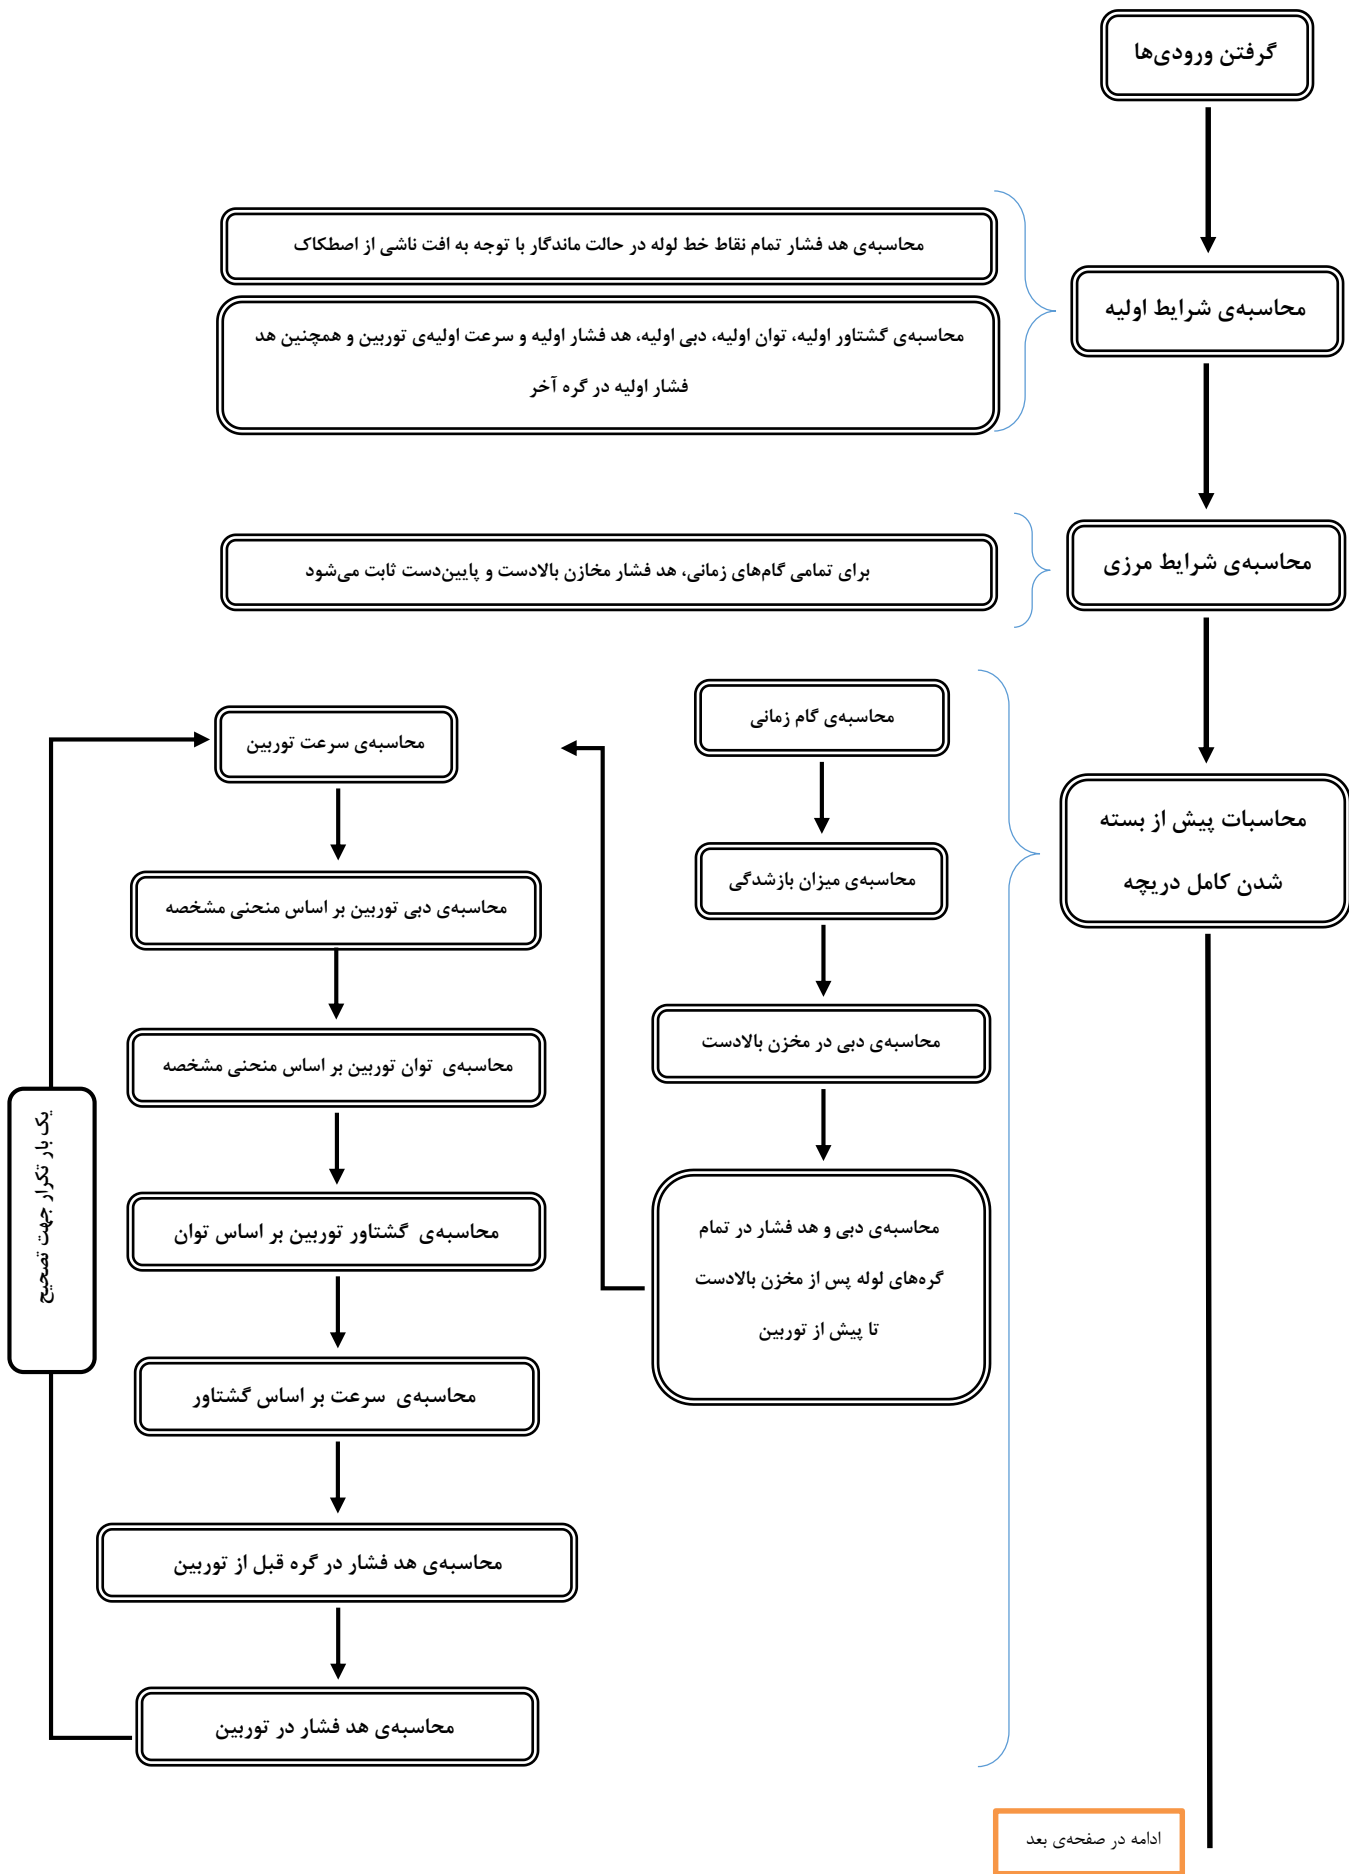 گرفتن ورودی‌ها
محاسبه‌ی شرایط اولیه
محاسبه‌ی هد فشار تمام نقاط خط لوله در حالت ماندگار با توجه به افت ناشی از اصطکاک
محاسبه‌ی گشتاور اولیه، توان اولیه، دبی اولیه، هد فشار اولیه و سرعت اولیه‌ی توربین و همچنین هد
فشار اولیه در گره آخر
محاسبه‌ی شرایط مرزی
برای تمامی گام‌های زمانی، هد فشار مخازن بالادست و پایین‌دست ثابت می‌شود
محاسبات پیش از بسته
شدن کامل دریچه
محاسبه‌ی گام زمانی
محاسبه‌ی میزان بازشدگی
محاسبه‌ی دبی در مخزن بالادست
محاسبه‌ی دبی و هد فشار در تمام
گره‌های لوله پس از مخزن بالادست
تا پیش از توربین
محاسبه‌ی سرعت توربین
محاسبه‌ی دبی توربین بر اساس منحنی مشخصه
محاسبه‌ی توان توربین بر اساس منحنی مشخصه
محاسبه‌ی گشتاور توربین بر اساس توان
محاسبه‌ی سرعت بر اساس گشتاور
محاسبه‌ی هد فشار در گره قبل از توربین
محاسبه‌ی هد فشار در توربین
یک بار تکرار جهت تصحیح
ادامه در صفحه‌ی بعد